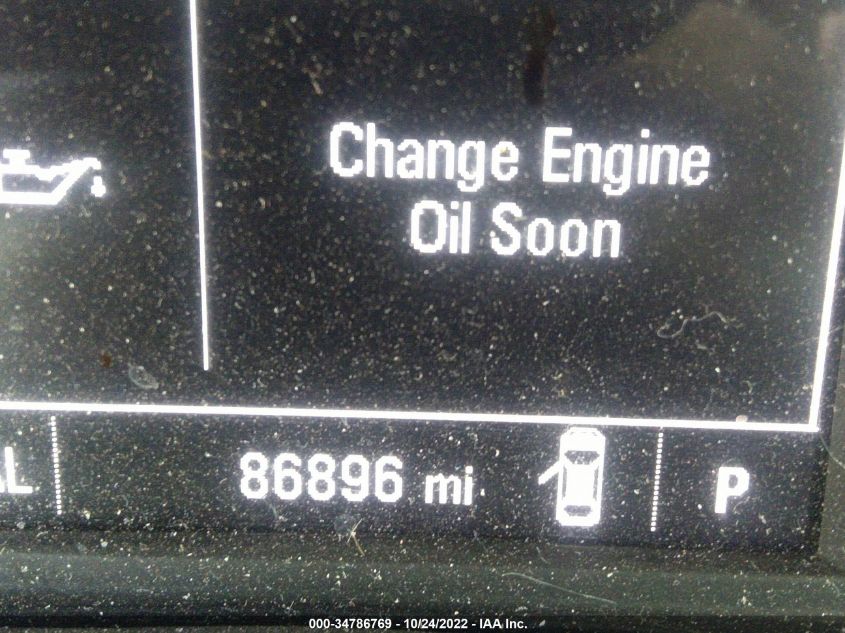 Change Engine
Oil Soon
86896 mi
P
000-34786769 - 10/24/2022 - IAA Inc.